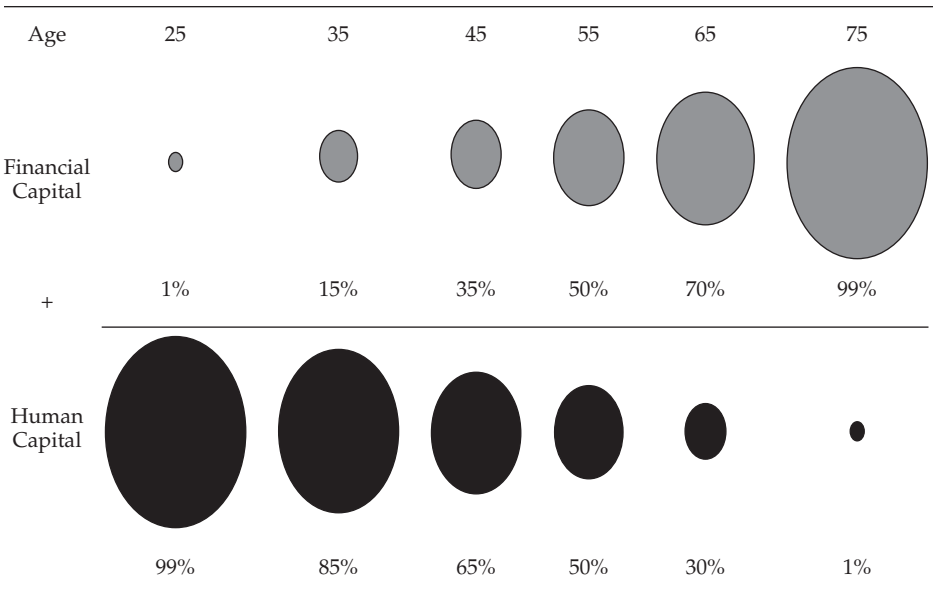 Age 25 35 45 55 65 75
Financial
Capital
1% 15% 35% 50% 70% 99%
+
Human
Capital
99% 85% 65% 50% 30% 1%